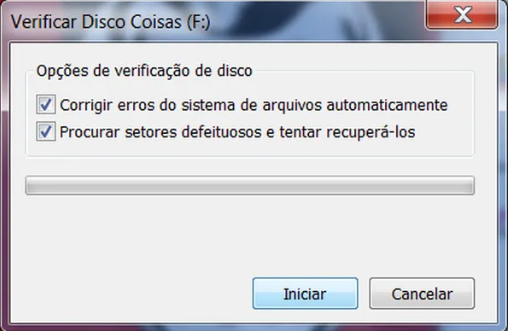 Verificar Disco Coisas (F:)
Opções de verificação de disco
Corrigir erros do sistema de arquivos automaticamente
Procurar setores defeituosos e tentar recuperá-los
Iniciar
Cancelar